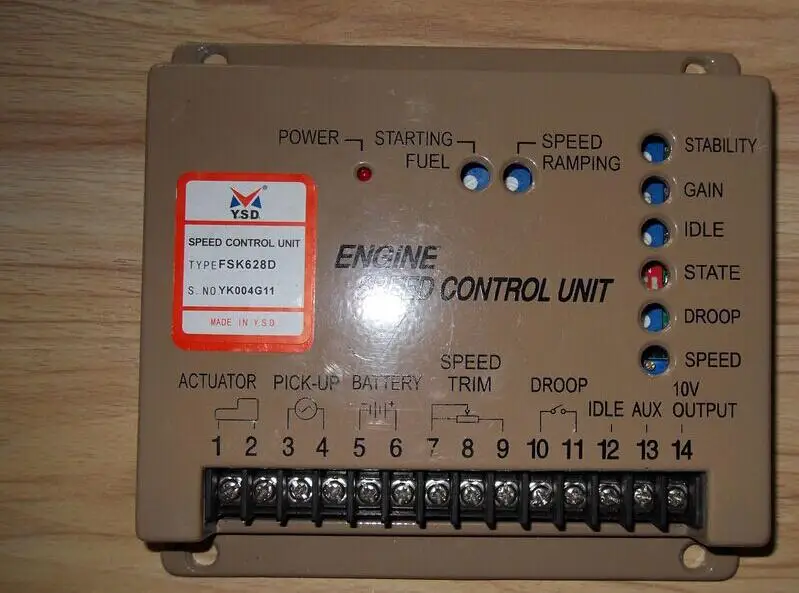 POWER
STARTING
FUEL
SPEED
RAMPING
STABILITY
GAIN
IDLE
STATE
DROOP
SPEED
®
Y.S.D.
SPEED CONTROL UNIT
TYPE FSK628D
S. NO YK004G11
MADE IN Y.S.D
ENGINE
SPEED CONTROL UNIT
ACTUATOR
PICK-UP
BATTERY
SPEED
TRIM
DROOP
IDLE
AUX
10V
OUTPUT
- +
1 2 3 4 5 6 7 8 9 10 11 12 13 14